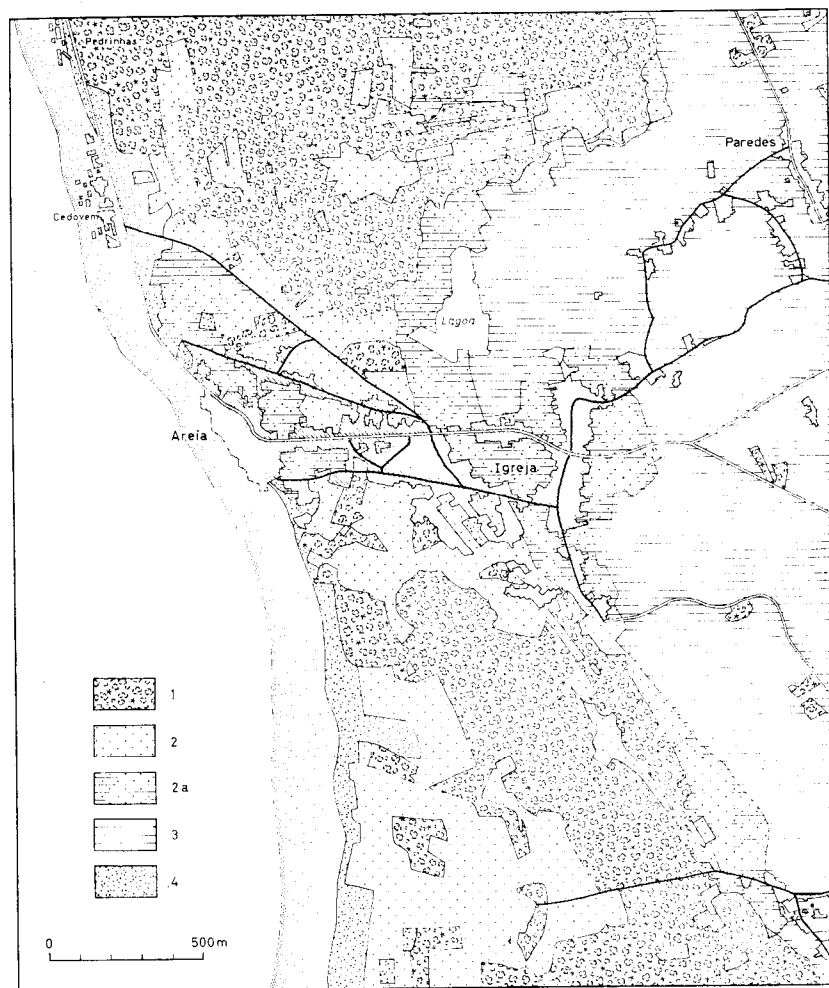 Pedrinhas
Paredes
Cedovem
Lagoa
Areia
Igreja
1
2
2a
3
4
0 500m